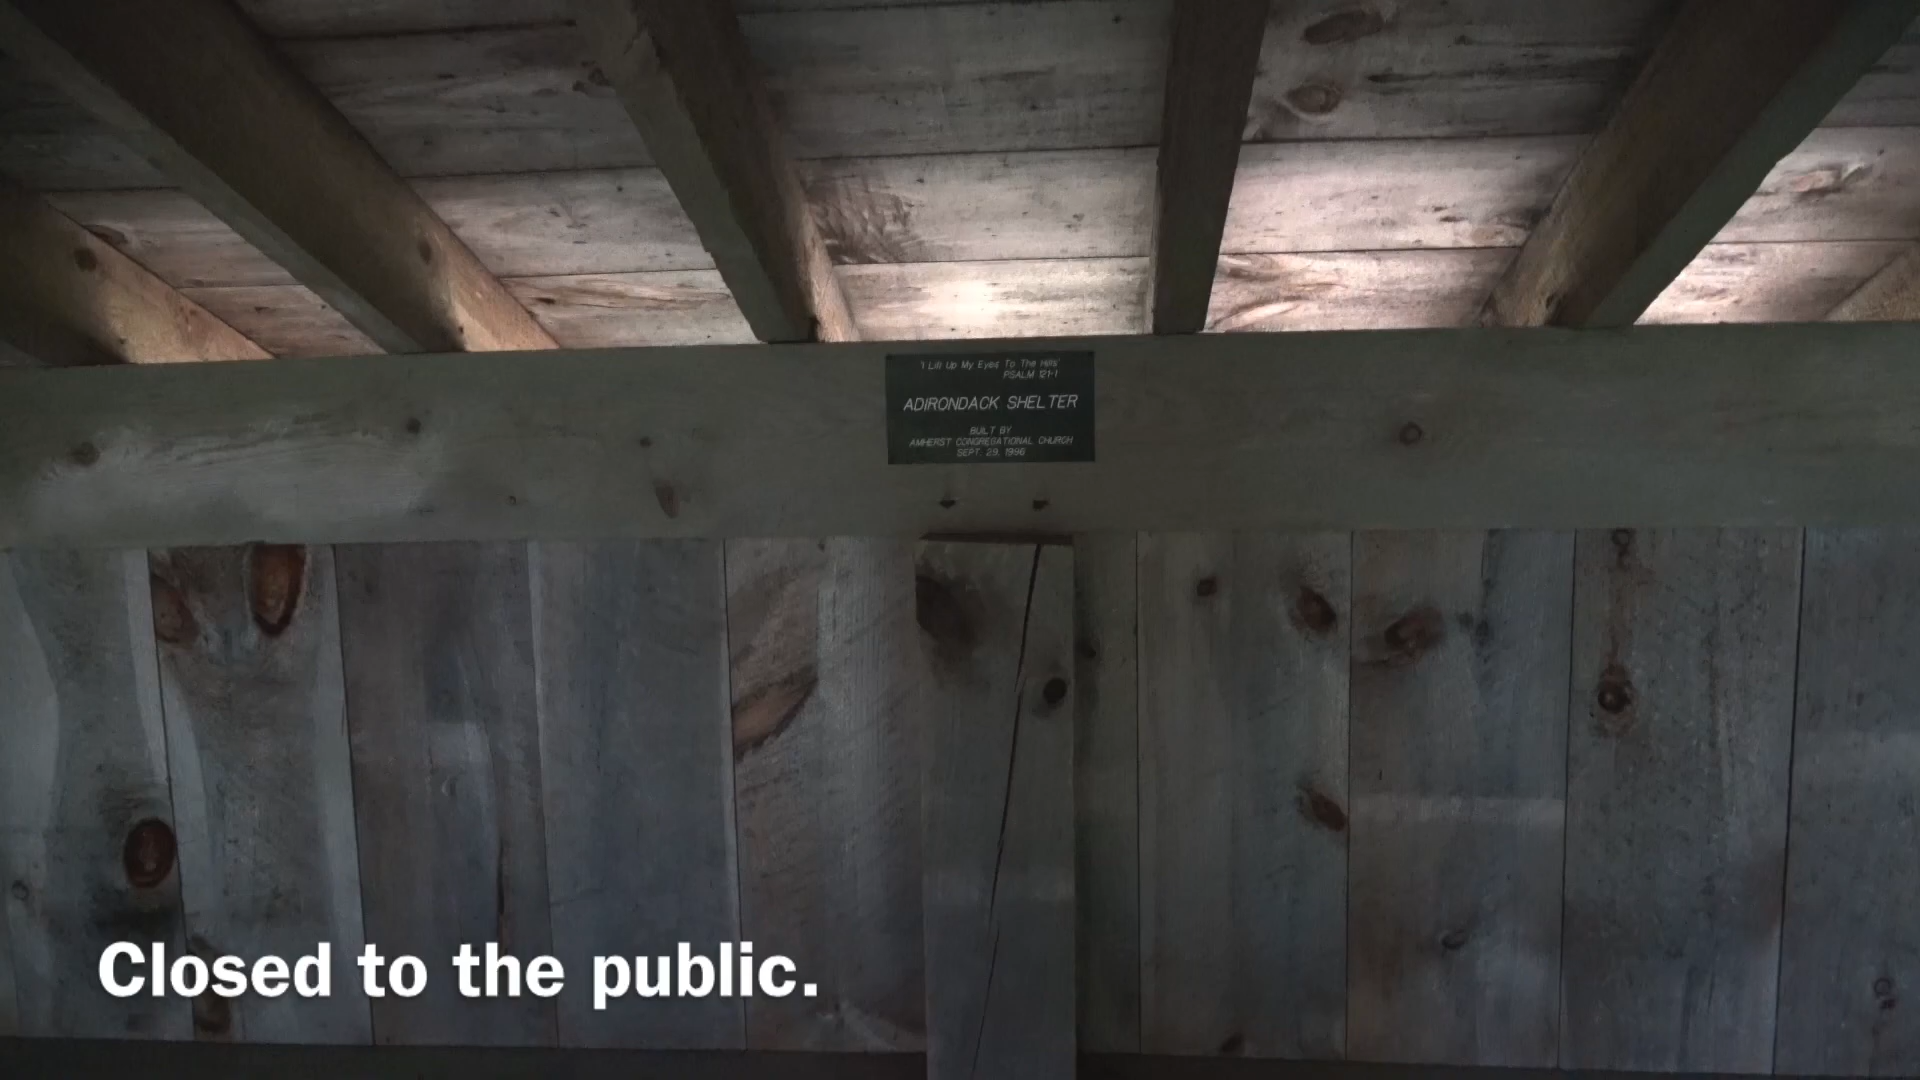 'I Lift Up My Eyes To The Hills'
PSALM 121:1
ADIRONDACK SHELTER
BUILT BY
AMHERST CONGREGATIONAL CHURCH
SEPT. 29, 1996
Closed to the public.